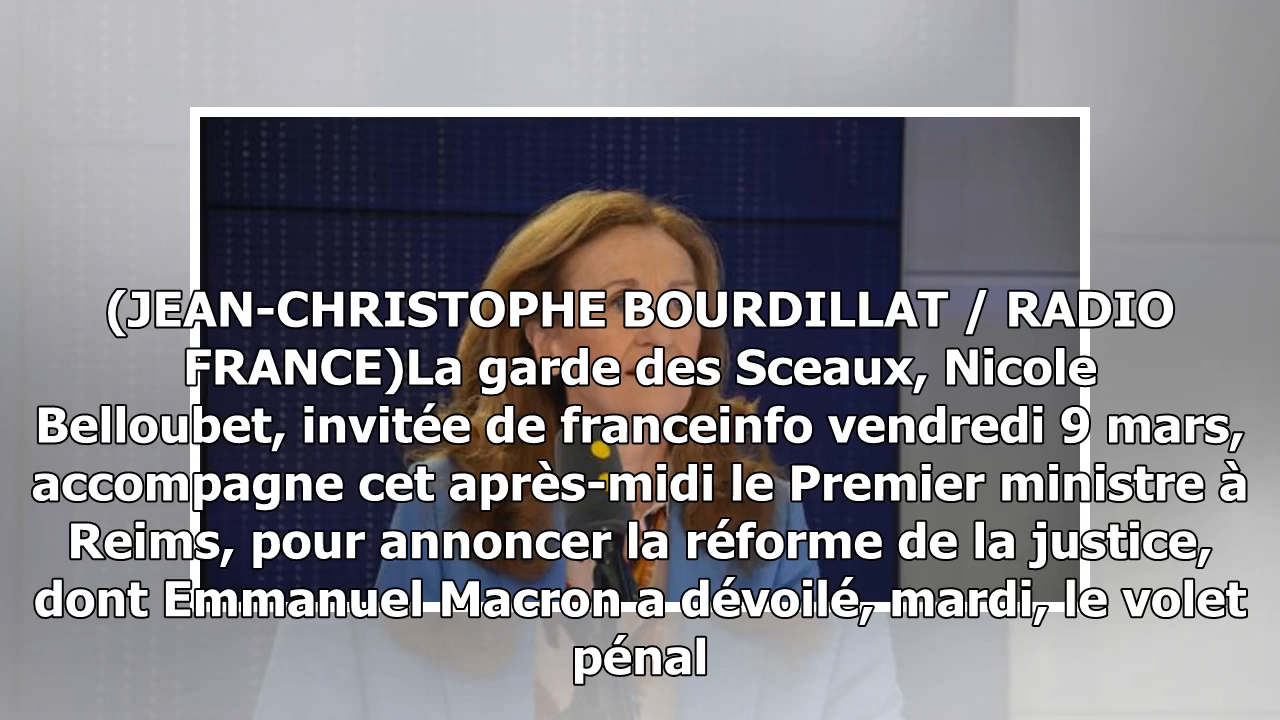 (JEAN-CHRISTOPHE BOURDILLAT / RADIO
FRANCE)La garde des Sceaux, Nicole
Belloubet, invitée de franceinfo vendredi 9 mars,
accompagne cet après-midi le Premier ministre à
Reims, pour annoncer la réforme de la justice,
dont Emmanuel Macron a dévoilé, mardi, le volet
pénal